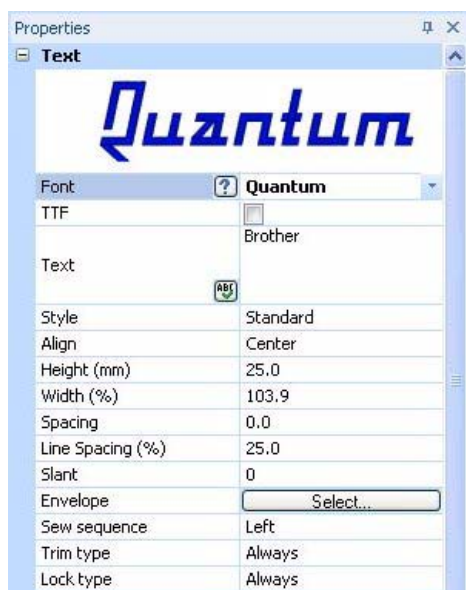 Properties
Text
Quantum
Font ? Quantum
TTF
Brother
Text
ABC
Style Standard
Align Center
Height (mm) 25.0
Width (%) 103.9
Spacing 0.0
Line Spacing (%) 25.0
Slant 0
Envelope Select...
Sew sequence Left
Trim type Always
Lock type Always